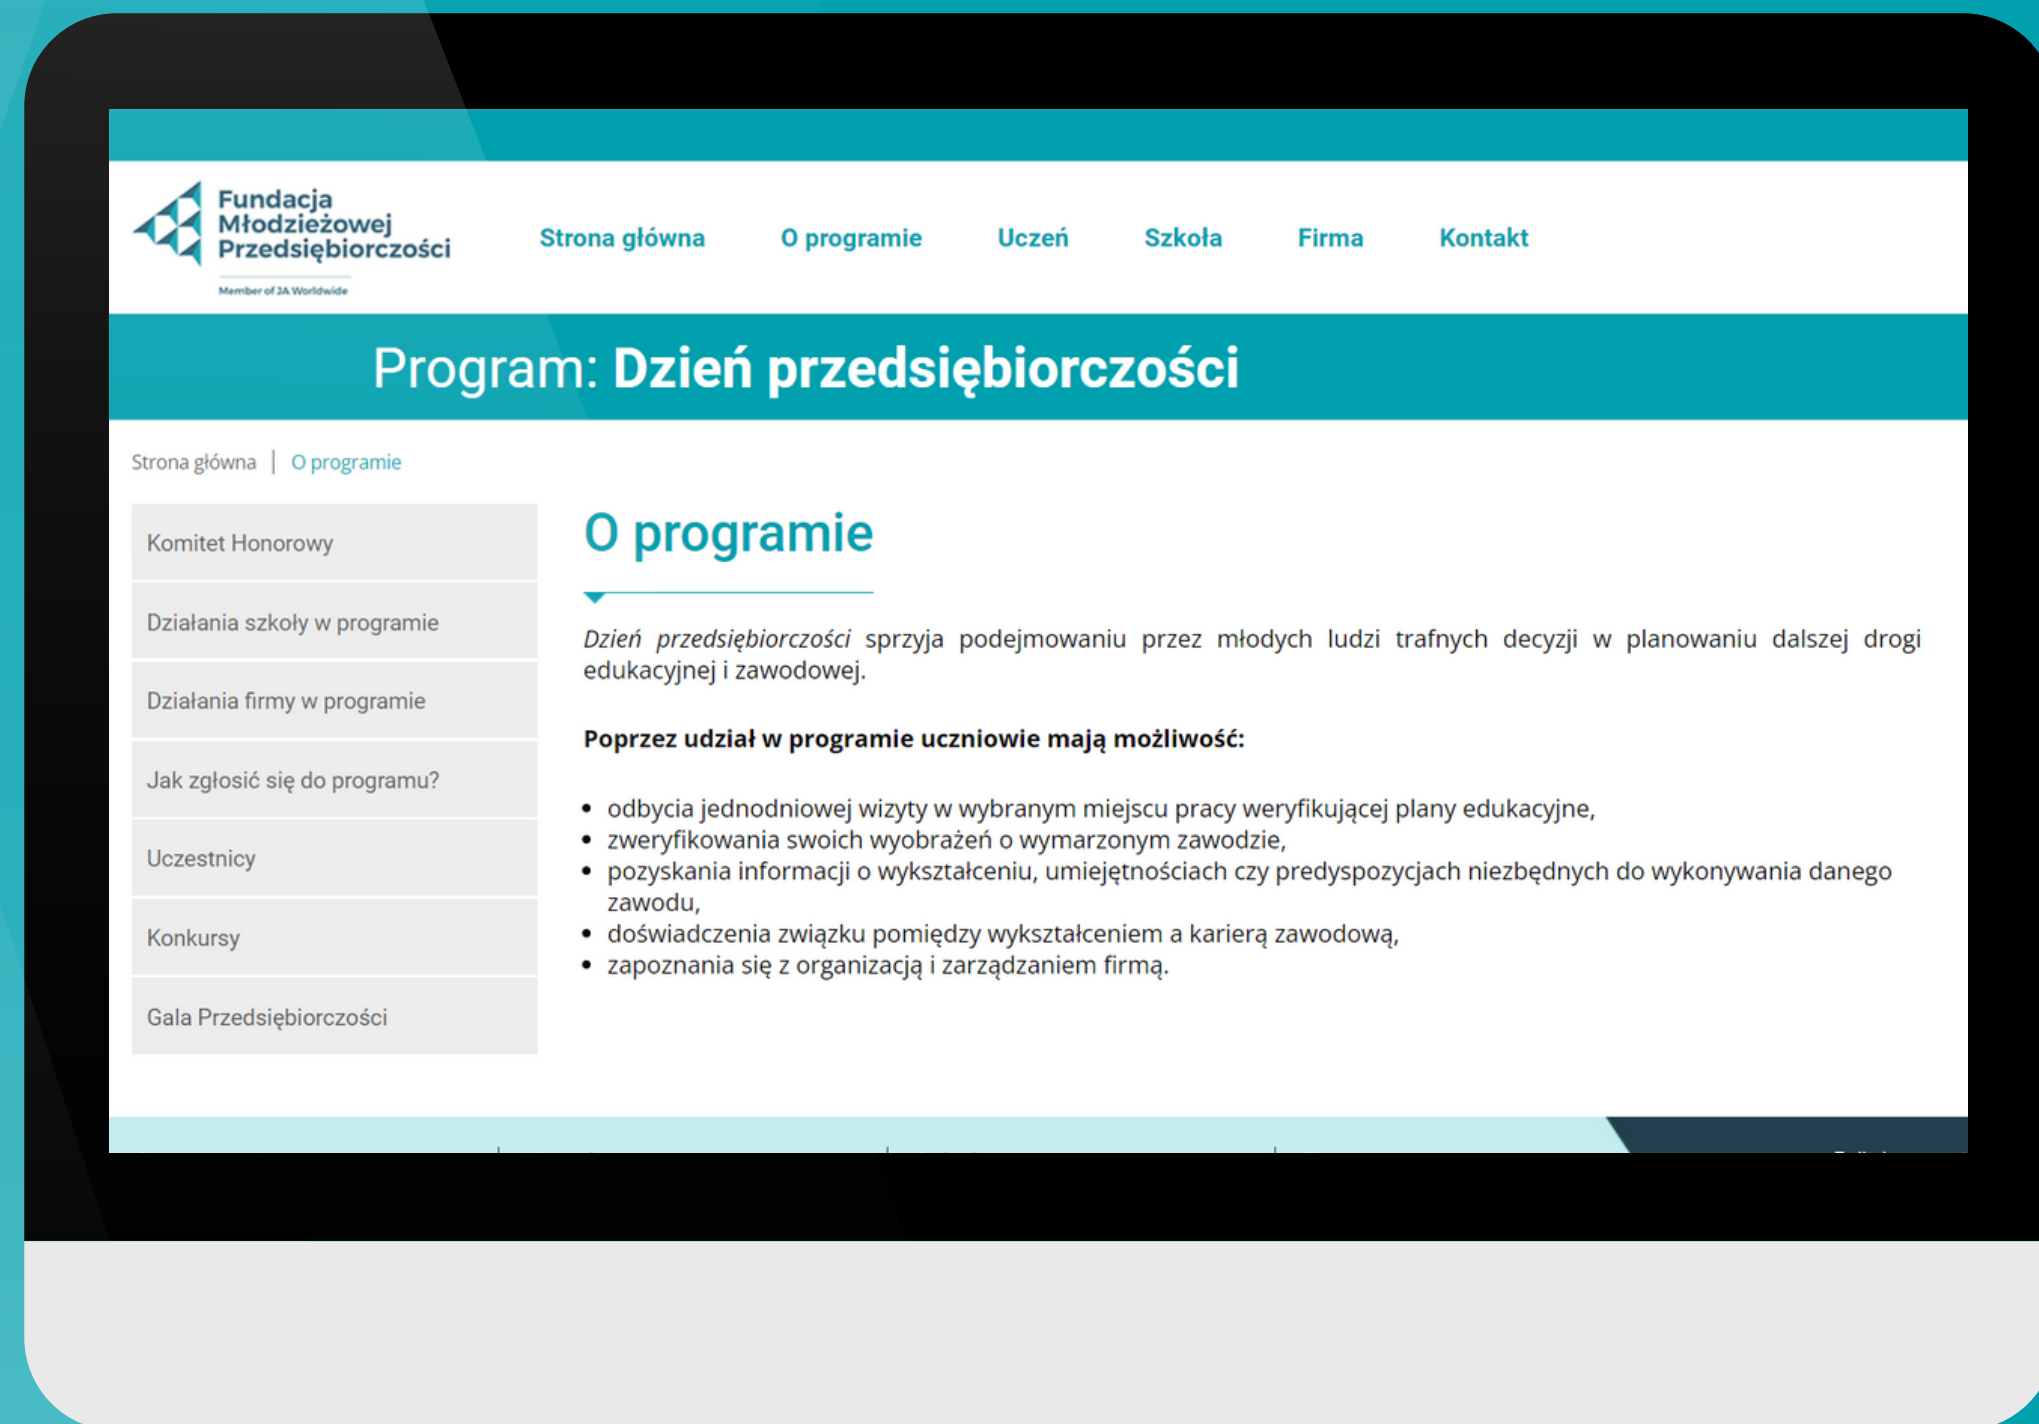 Fundacja
Młodzieżowej
Przedsiębiorczości
Member of JA Worldwide
Strona główna O programie Uczeń Szkoła Firma Kontakt
Program: Dzień przedsiębiorczości
Strona główna | O programie
Komitet Honorowy
Działania szkoły w programie
Działania firmy w programie
Jak zgłosić się do programu?
Uczestnicy
Konkursy
Gala Przedsiębiorczości
O programie
Dzień przedsiębiorczości sprzyja podejmowaniu przez młodych ludzi trafnych decyzji w planowaniu dalszej drogi
edukacyjnej i zawodowej.
Poprzez udział w programie uczniowie mają możliwość:
• odbycia jednodniowej wizyty w wybranym miejscu pracy weryfikującej plany edukacyjne,
• zweryfikowania swoich wyobrażeń o wymarzonym zawodzie,
• pozyskania informacji o wykształceniu, umiejętnościach czy predyspozycjach niezbędnych do wykonywania danego
zawodu,
• doświadczenia związku pomiędzy wykształceniem a karierą zawodową,
• zapoznania się z organizacją i zarządzaniem firmą.